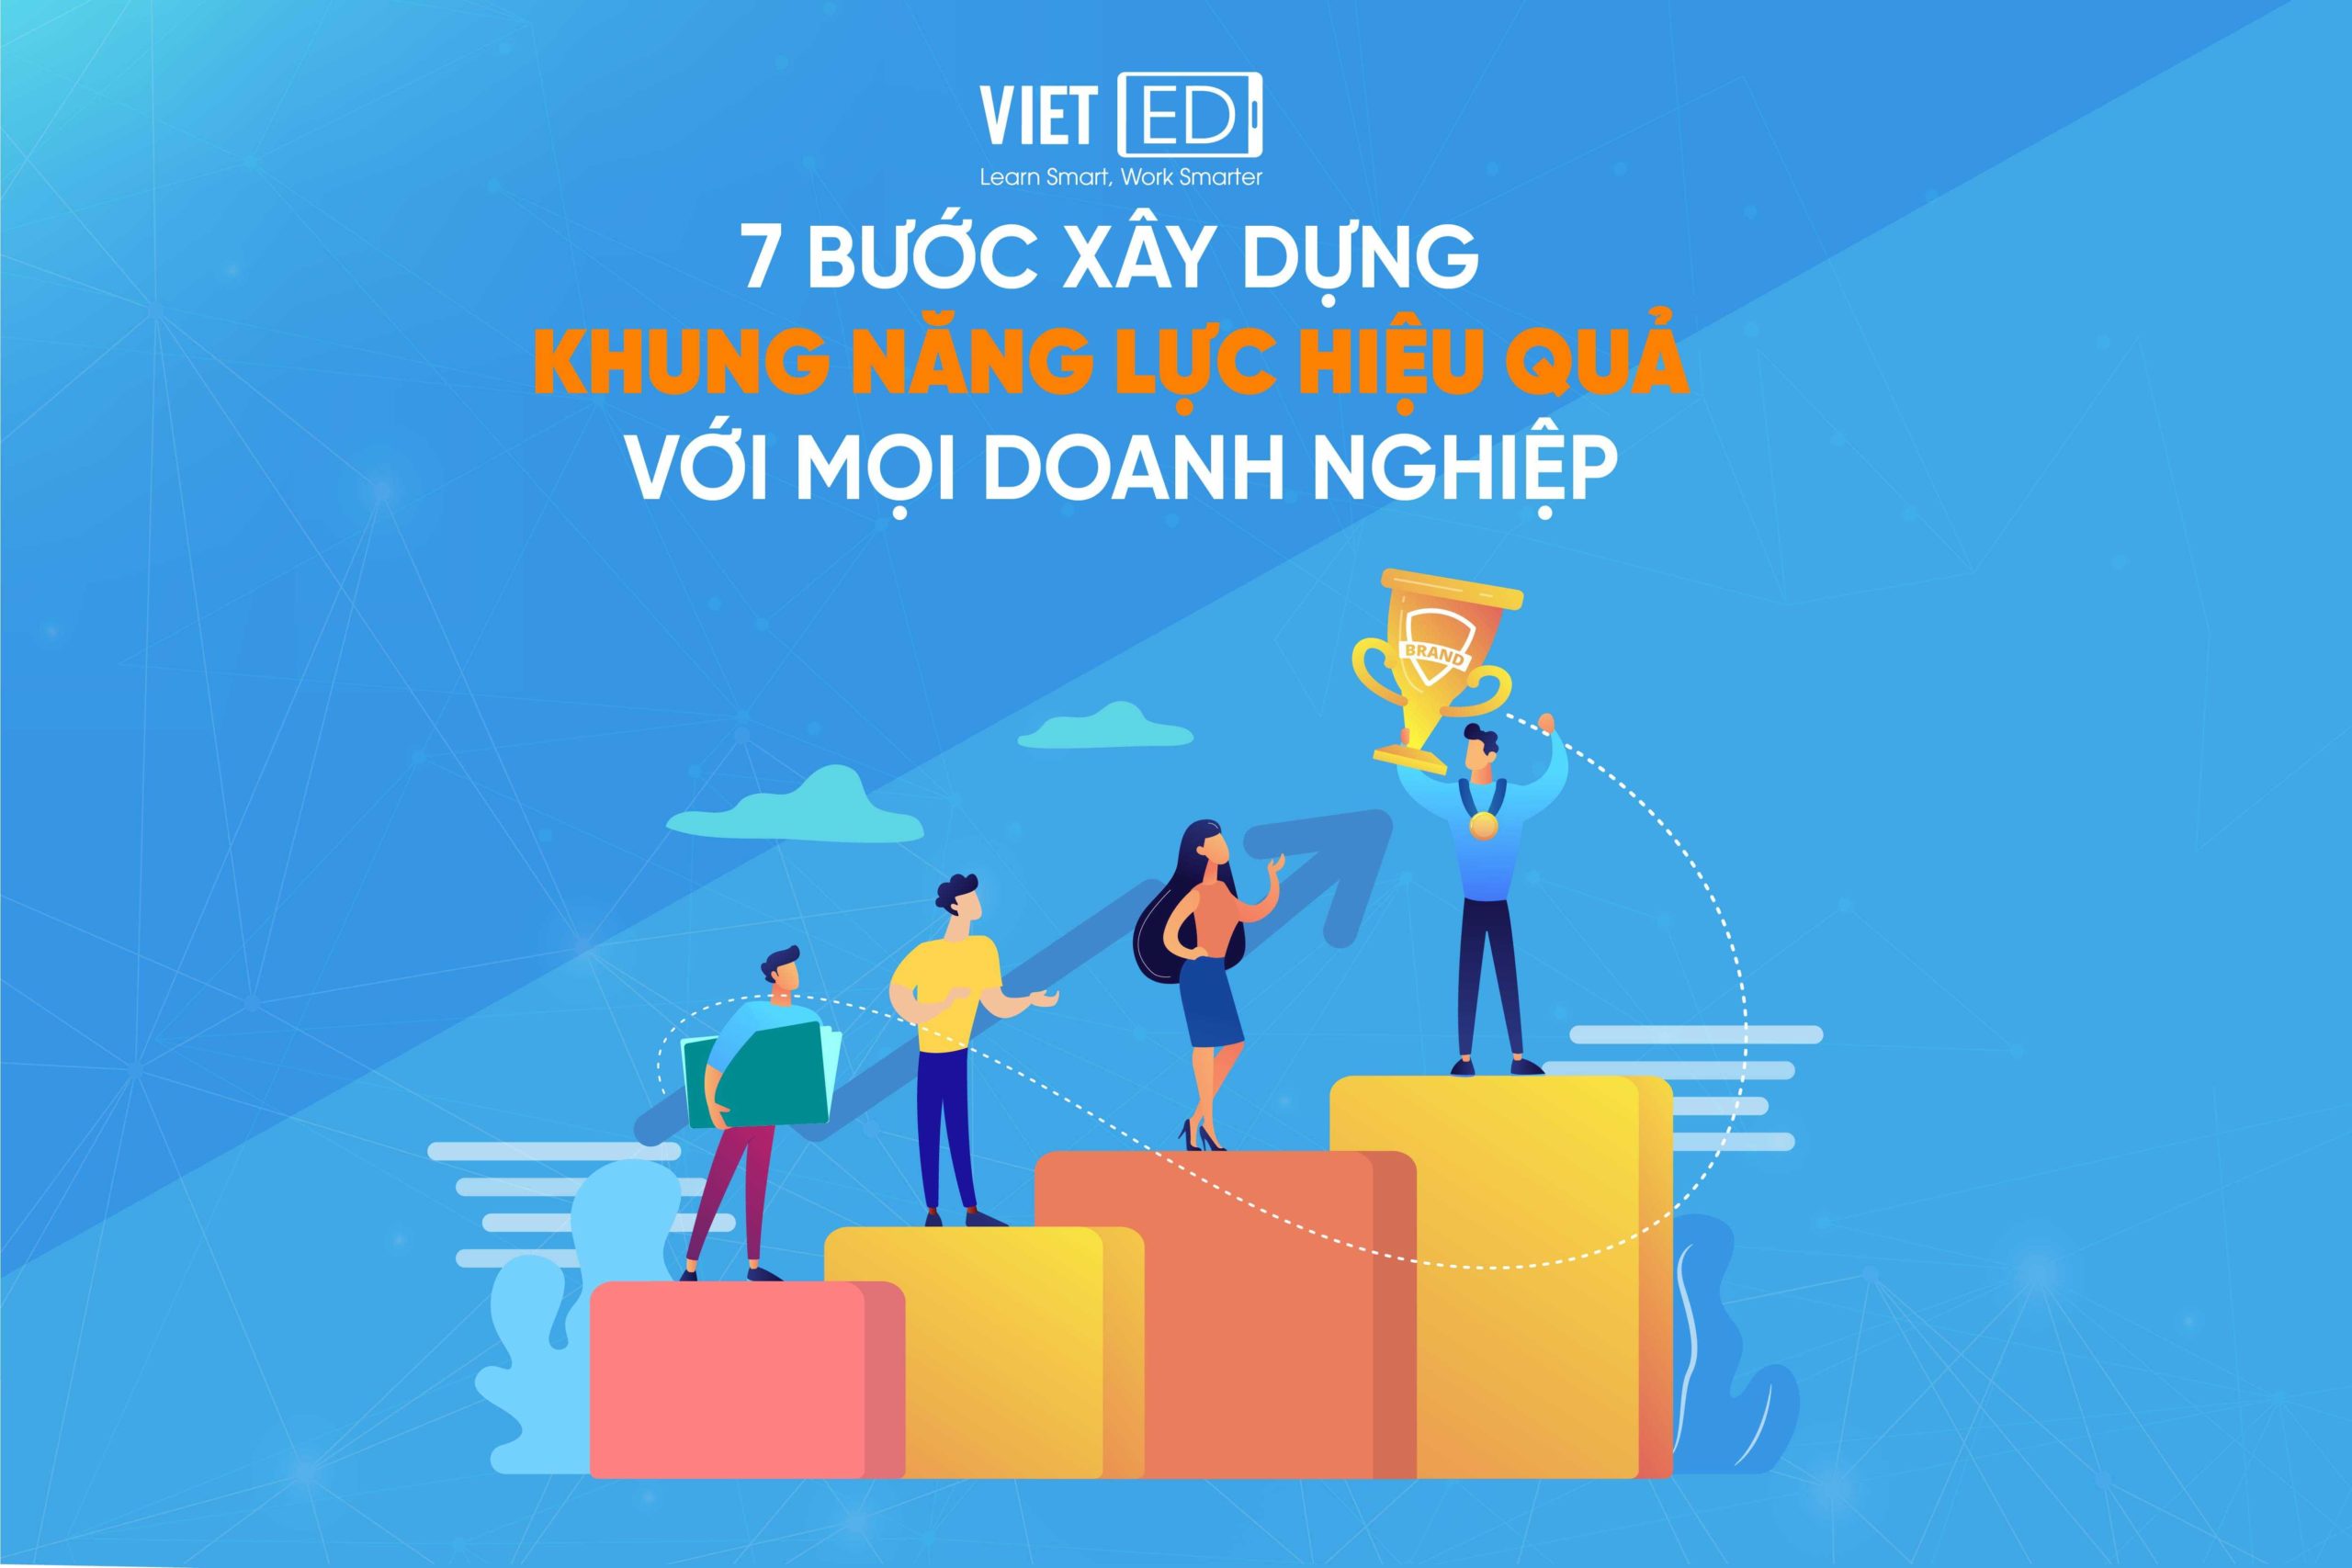 VIET ED
Learn Smart, Work Smarter
7 BƯỚC XÂY DỰNG
KHUNG NĂNG LỰC HIỆU QUẢ
VỚI MỌI DOANH NGHIỆP
BRAND